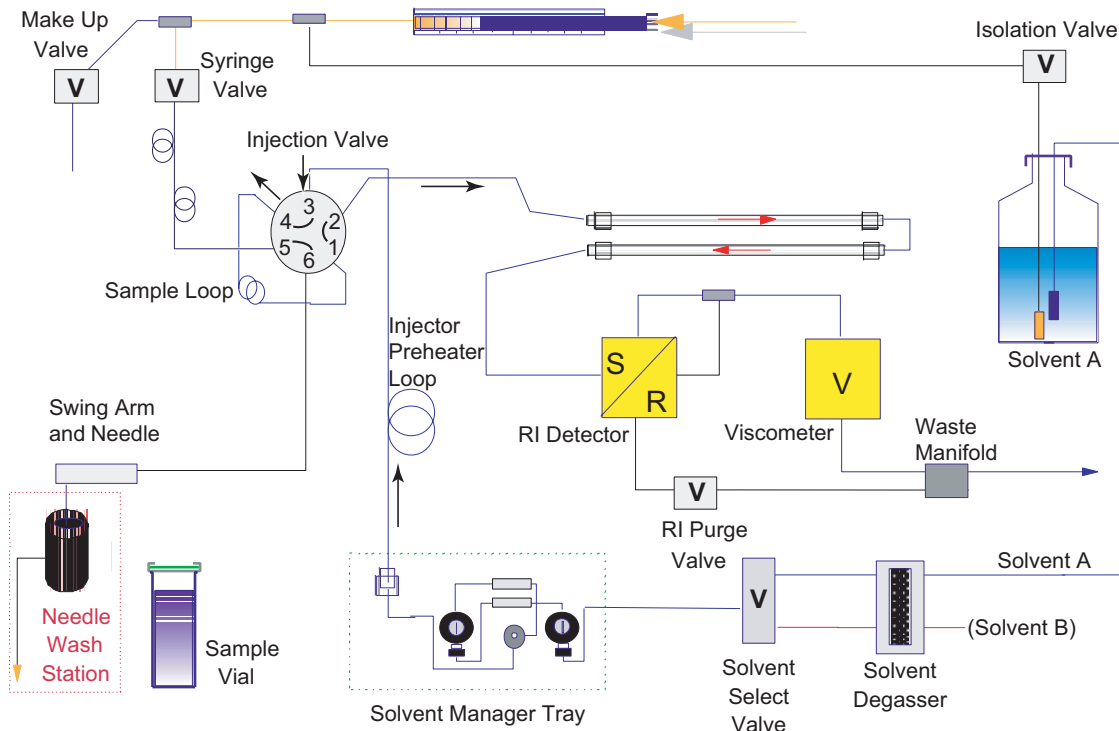 Make Up
Valve
V
Syringe
Valve
V
Isolation Valve
V
Injection Valve
3
4
2
5
1
6
Sample Loop
Injector
Preheater
Loop
Solvent A
S
R
RI Detector
V
Viscometer
Waste
Manifold
V
RI Purge
Valve
Swing Arm
and Needle
Needle
Wash
Station
Sample
Vial
Solvent Manager Tray
V
Solvent
Select
Valve
Solvent
Degasser
Solvent A
(Solvent B)